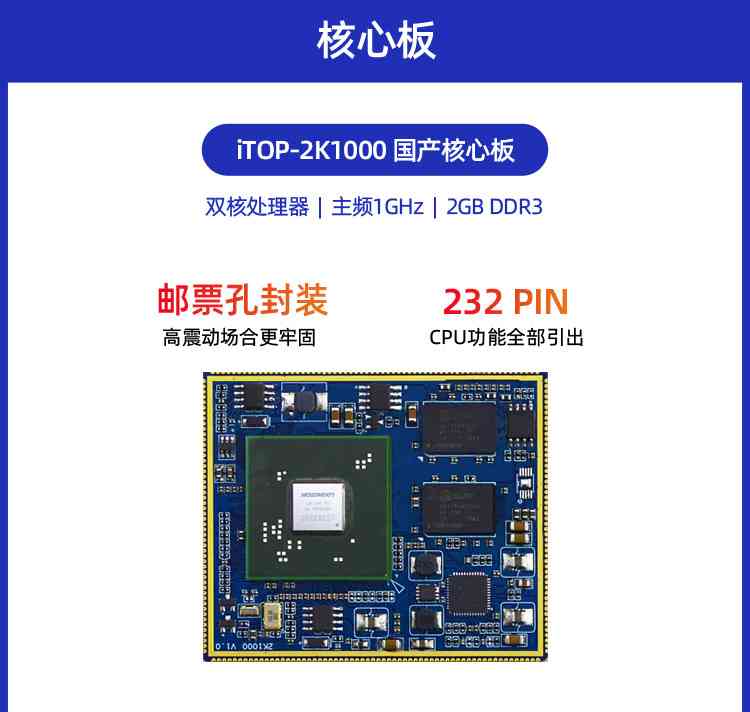 核心板
iTOP-2K1000 国产核心板
双核处理器 | 主频1GHz | 2GB DDR3
邮票孔封装
232 PIN
高震动场合更牢固
CPU功能全部引出
2K1000 V1.0